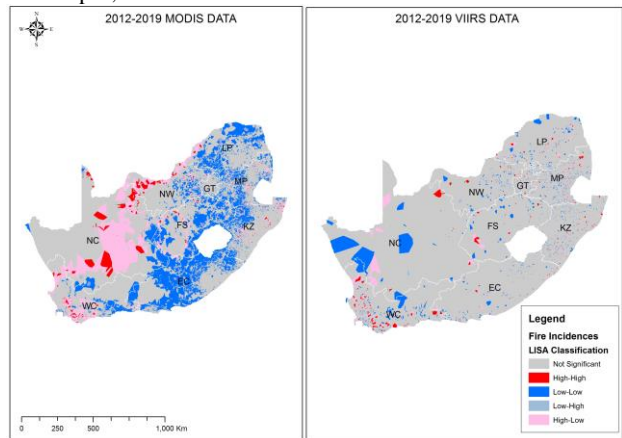 2012-2019 MODIS DATA
N
W E
S
LP
NW
GT
MP
FS
KZ
NC
EC
WC
0 250 500 1,000 Km
2012-2019 VIIRS DATA
LP
NW
GT
MP
FS
KZ
NC
EC
WC
Legend
Fire Incidences
LISA Classification
Not Significant
High-High
Low-Low
Low-High
High-Low